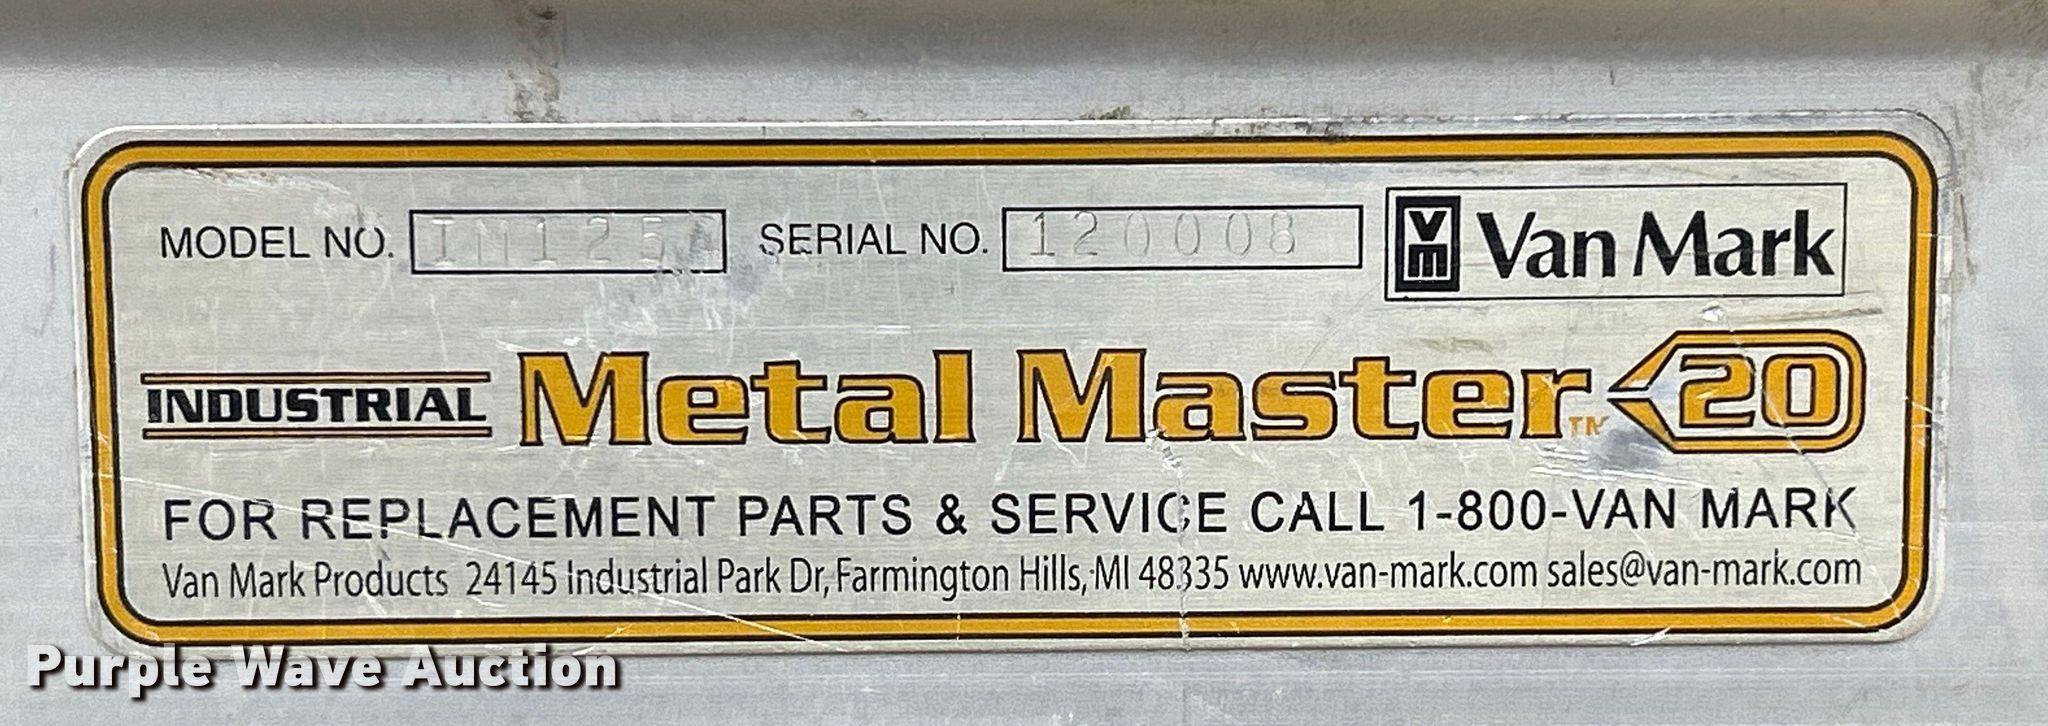 MODEL NO. SERIAL NO. 120008 VM Van Mark
INDUSTRIAL Metal Master™ 20
FOR REPLACEMENT PARTS & SERVICE CALL 1-800-VAN MARK
Van Mark Products 24145 Industrial Park Dr, Farmington Hills, MI 48335 www.van-mark.com sales@van-mark.com
Purple Wave Auction